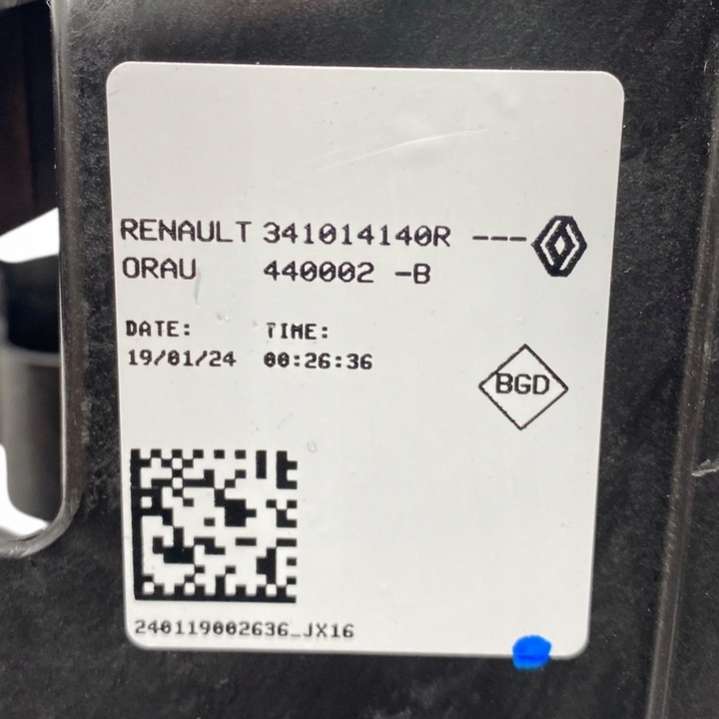 RENAULT 341014140R ---
ORAU 440002 -B
DATE: TIME:
19/01/24 00:26:36
BGD
240119002636_JX16